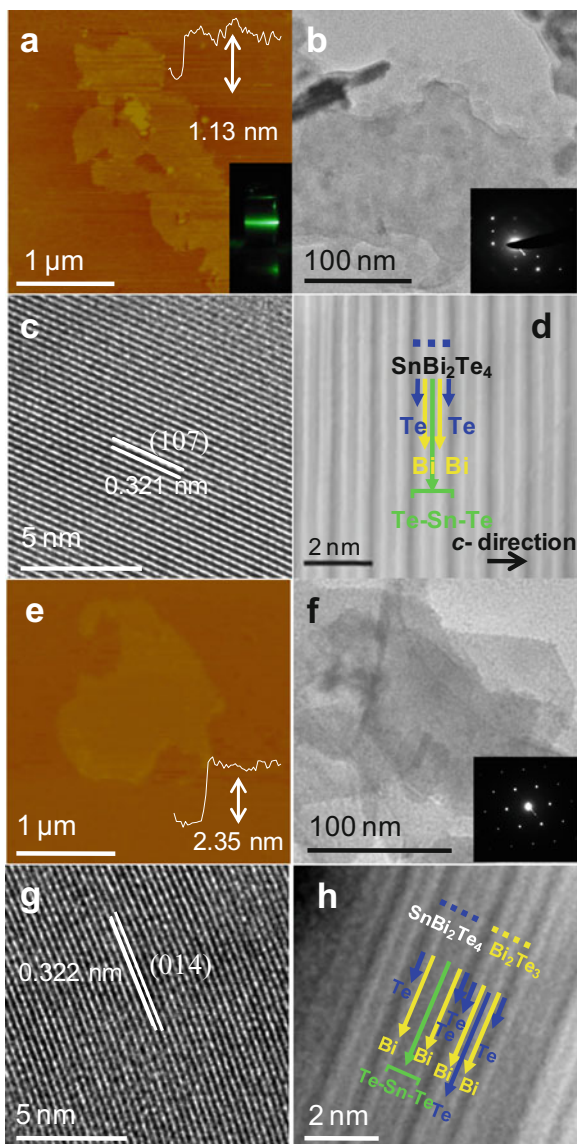 a
1.13 nm
1 µm
b
100 nm
c
(107)
0.321 nm
5 nm
d
SnBi₂Te₄
Te Te
Bi Bi
Te-Sn-Te
2 nm
c- direction
e
2.35 nm
1 µm
f
100 nm
g
0.322 nm
(014)
5 nm
h
SnBi₂Te₄
Bi₂Te₃
Te
Te
Te
Te
Bi
Bi
Bi
Bi
Te-Sn-Te
Te
2 nm